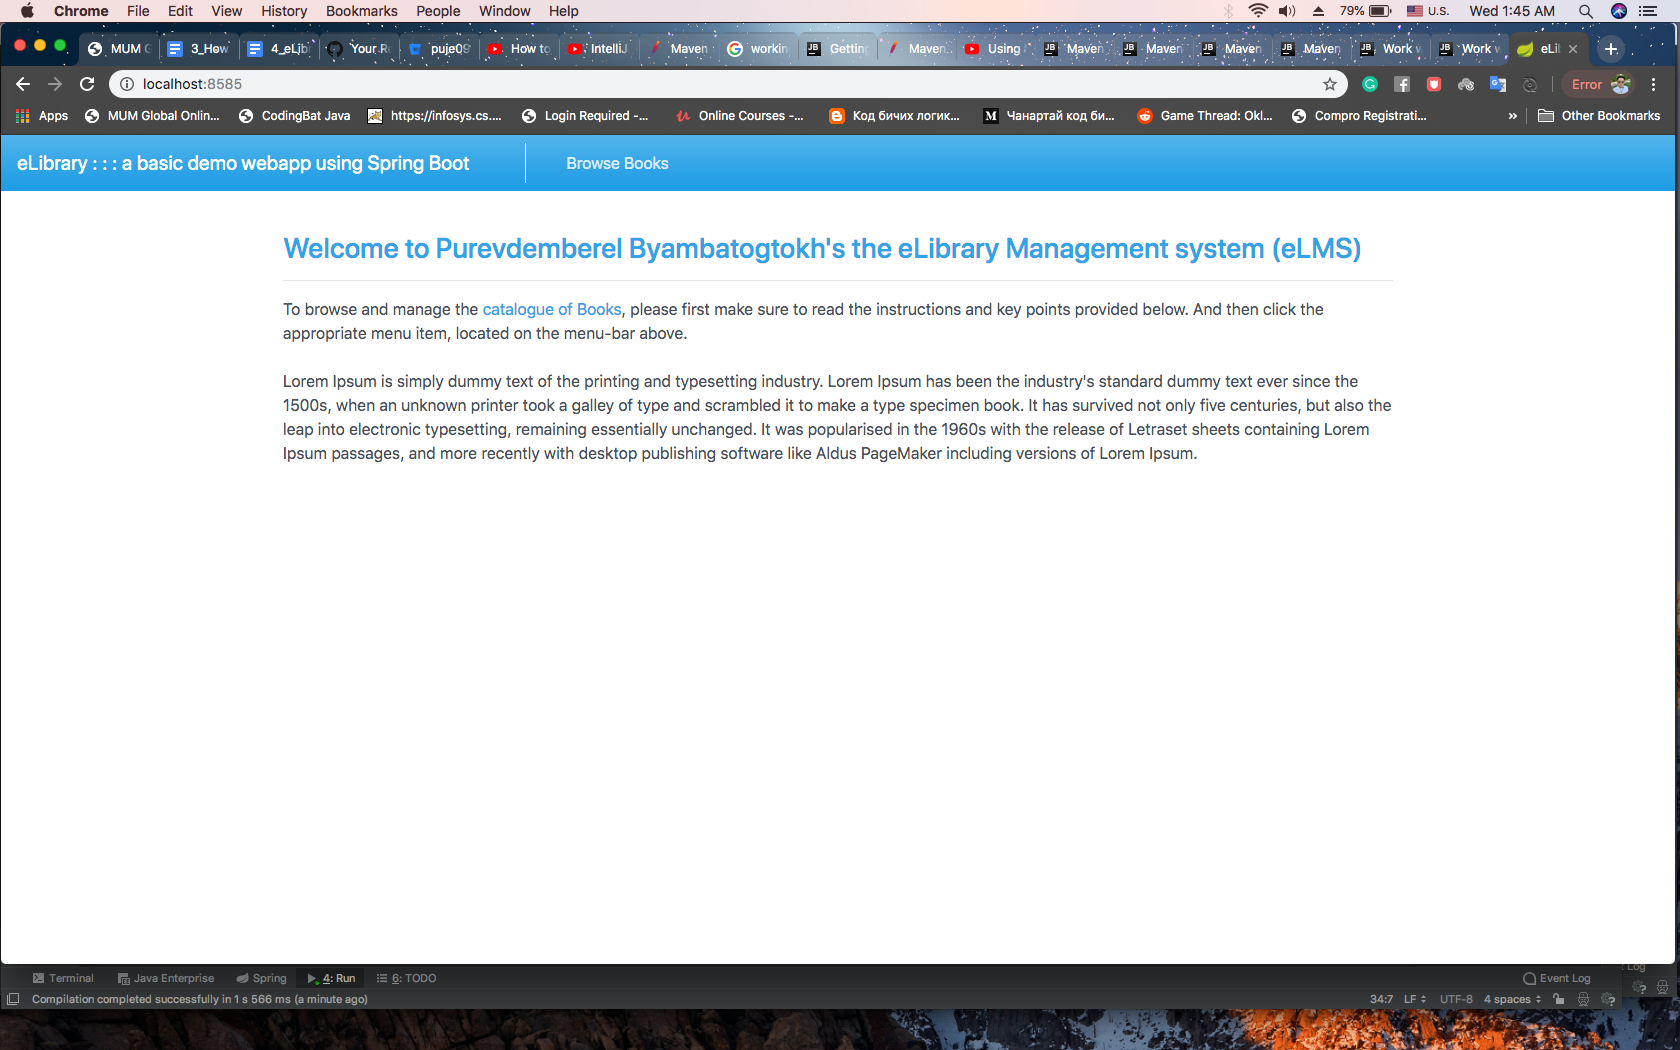 Chrome File Edit View History Bookmarks People Window Help 79% U.S. Wed 1:45 AM
MUM G 3_How 4_eLib Your Re puje09 How to IntelliJ Maven workin Getting Maven Using Maven Maven Maven Maven Work w Work w eLib
localhost:8585 Error
Apps MUM Global Onlin... CodingBat Java https://infosys.cs.... Login Required -... Online Courses -... Код бичих логик... Чанартай код би... Game Thread: Okl... Compro Registrati... » Other Bookmarks
eLibrary : : : a basic demo webapp using Spring Boot Browse Books
Welcome to Purevdemberel Byambatogtokh's the eLibrary Management system (eLMS)
To browse and manage the catalogue of Books, please first make sure to read the instructions and key points provided below. And then click the
appropriate menu item, located on the menu-bar above.
Lorem Ipsum is simply dummy text of the printing and typesetting industry. Lorem Ipsum has been the industry's standard dummy text ever since the
1500s, when an unknown printer took a galley of type and scrambled it to make a type specimen book. It has survived not only five centuries, but also the
leap into electronic typesetting, remaining essentially unchanged. It was popularised in the 1960s with the release of Letraset sheets containing Lorem
Ipsum passages, and more recently with desktop publishing software like Aldus PageMaker including versions of Lorem Ipsum.
Terminal Java Enterprise Spring 4: Run 6: TODO Event Log Log
Compilation completed successfully in 1 s 566 ms (a minute ago) 34:7 LF UTF-8 4 spaces